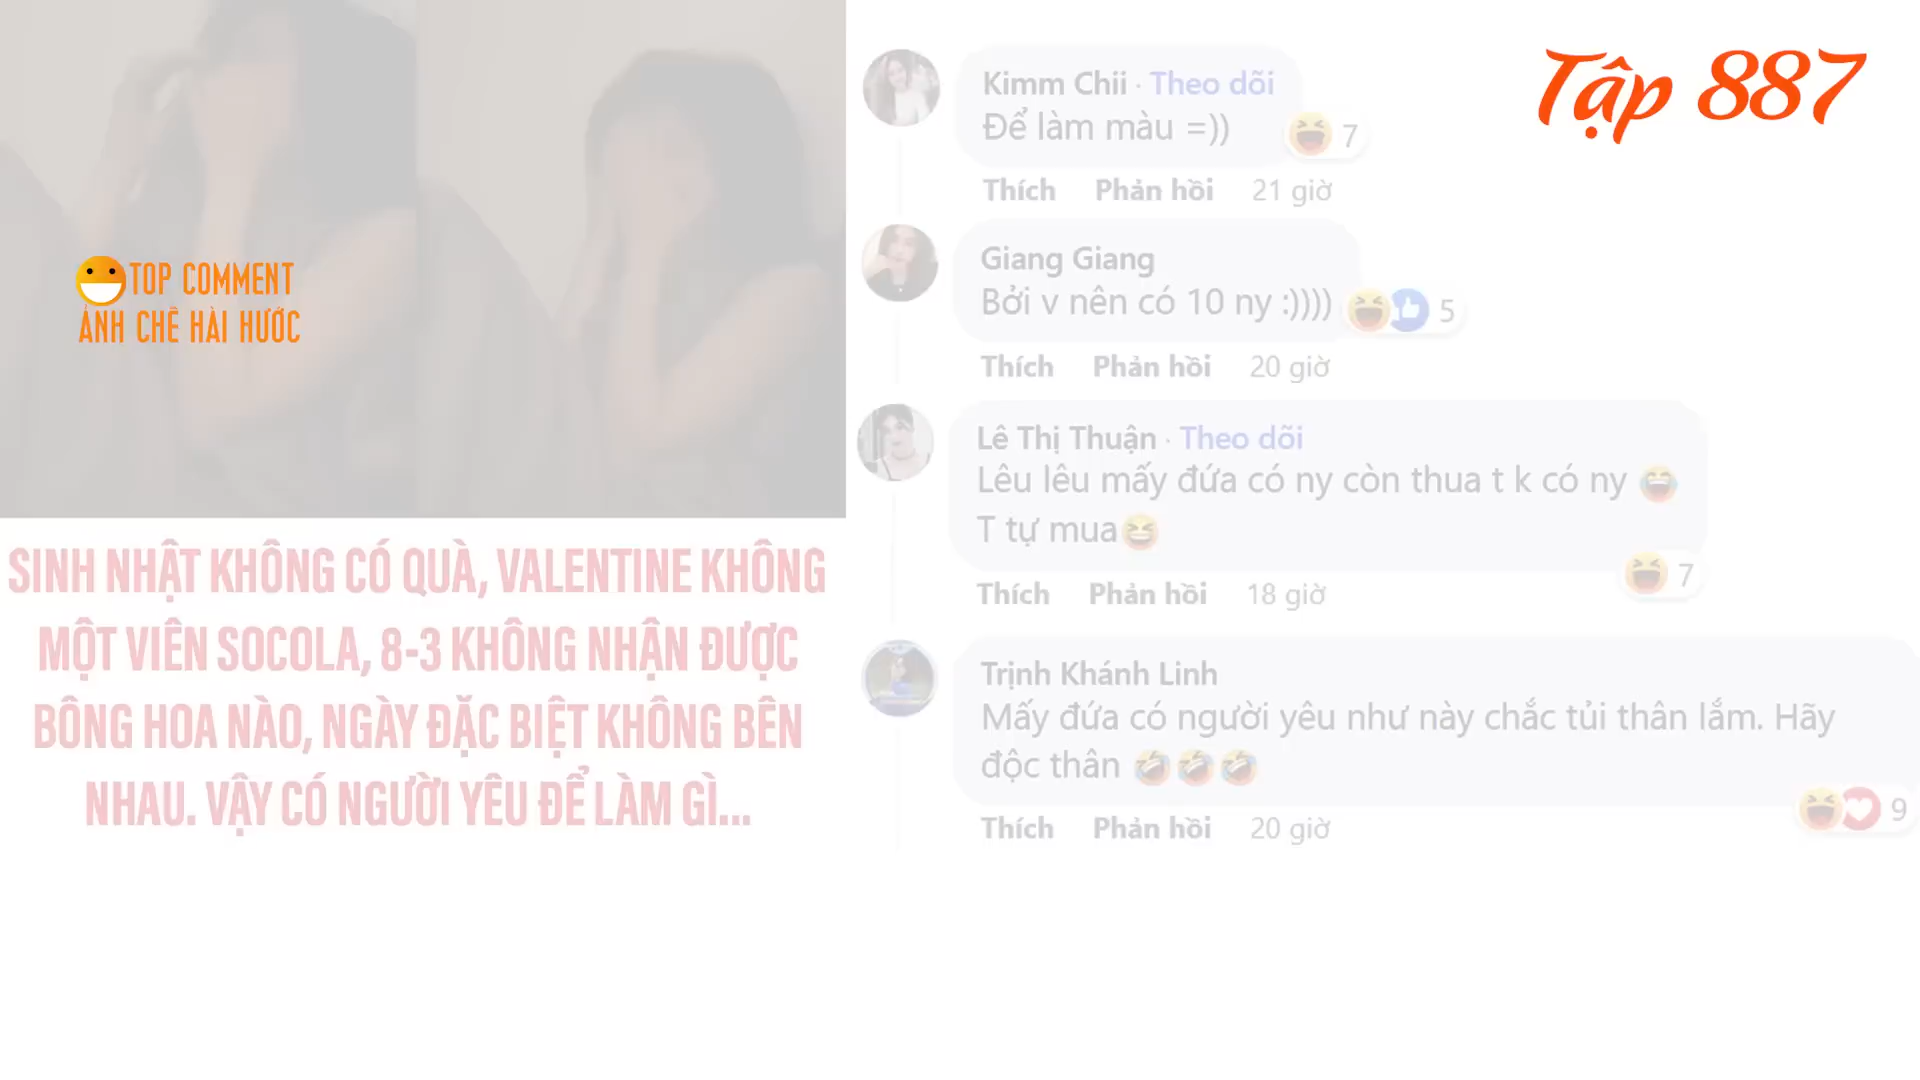 TOP COMMENT
ẢNH CHẾ HÀI HƯỚC
SINH NHẬT KHÔNG CÓ QUÀ, VALENTINE KHÔNG
MỘT VIÊN SOCOLA, 8-3 KHÔNG NHẬN ĐƯỢC
BÔNG HOA NÀO, NGÀY ĐẶC BIỆT KHÔNG BÊN
NHAU. VẬY CÓ NGƯỜI YÊU ĐỂ LÀM GÌ...
Tập 887
Kimm Chii · Theo dõi
Để làm màu =))
7
Thích Phản hồi 21 giờ
Giang Giang
Bởi v nên có 10 ny :))))
5
Thích Phản hồi 20 giờ
Lê Thị Thuận · Theo dõi
Lêu lêu mấy đứa có ny còn thua t k có ny 😂
T tự mua😆
7
Thích Phản hồi 18 giờ
Trịnh Khánh Linh
Mấy đứa có người yêu như này chắc tủi thân lắm. Hãy
độc thân 🤣🤣🤣
9
Thích Phản hồi 20 giờ